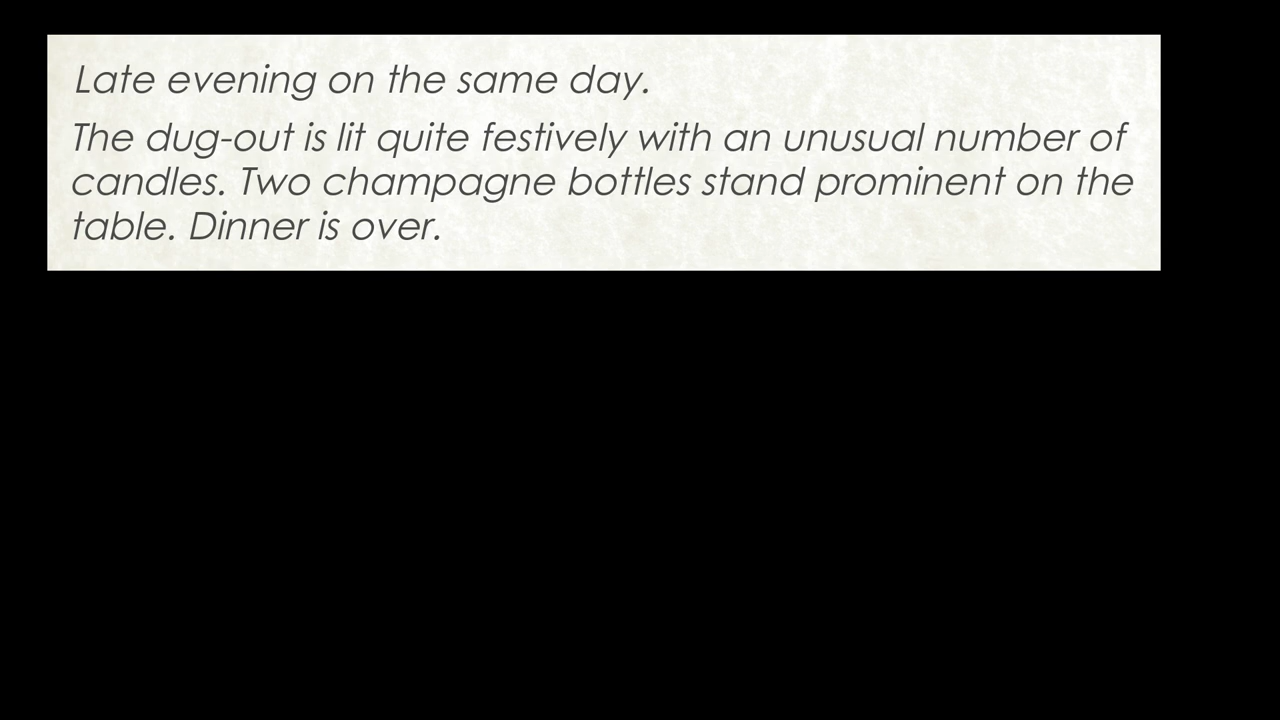 Late evening on the same day.
The dug-out is lit quite festively with an unusual number of
candles. Two champagne bottles stand prominent on the
table. Dinner is over.